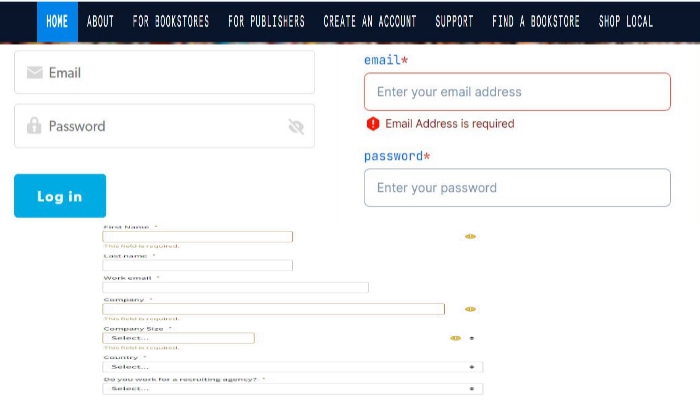 HOME ABOUT FOR BOOKSTORES FOR PUBLISHERS CREATE AN ACCOUNT SUPPORT FIND A BOOKSTORE SHOP LOCAL
Email
Password
Log in
email*
Enter your email address
Email Address is required
password*
Enter your password
First Name *
This field is required.
Last name *
Work email *
Company *
This field is required.
Company Size *
Select...
This field is required.
Country *
Select...
Do you work for a recruiting agency? *
Select...